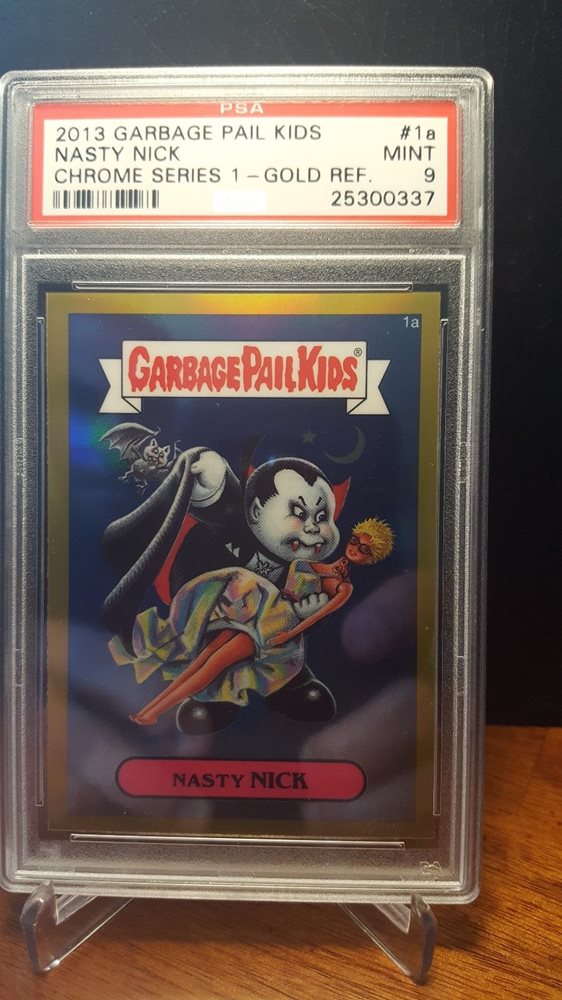 PSA
2013 GARBAGE PAIL KIDS #1a
NASTY NICK MINT
CHROME SERIES 1 - GOLD REF. 9
25300337
1a
GARBAGE PAIL KIDS®
NASTY NICK